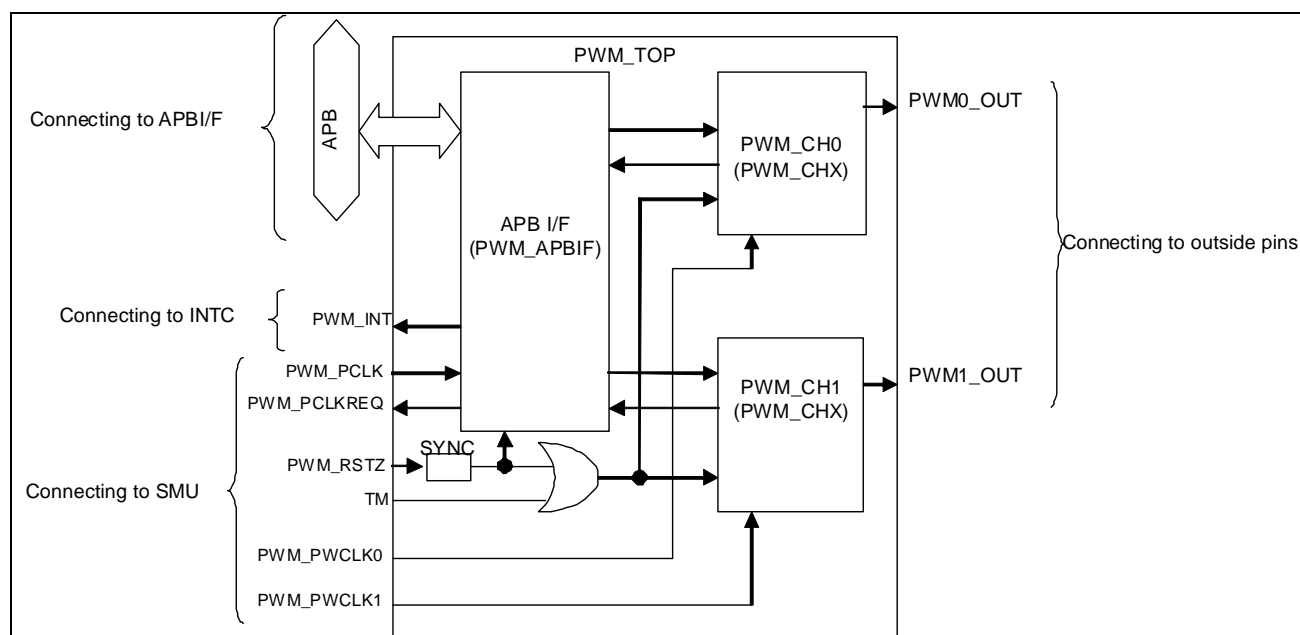 PWM_TOP
Connecting to APBI/F
APB
APB I/F
(PWM_APBIF)
PWM_CH0
(PWM_CHX)
PWM0_OUT
Connecting to outside pins
Connecting to INTC
PWM_INT
PWM_PCLK
PWM_PCLKREQ
PWM_CH1
(PWM_CHX)
PWM1_OUT
SYNC
PWM_RSTZ
Connecting to SMU
TM
PWM_PWCLK0
PWM_PWCLK1